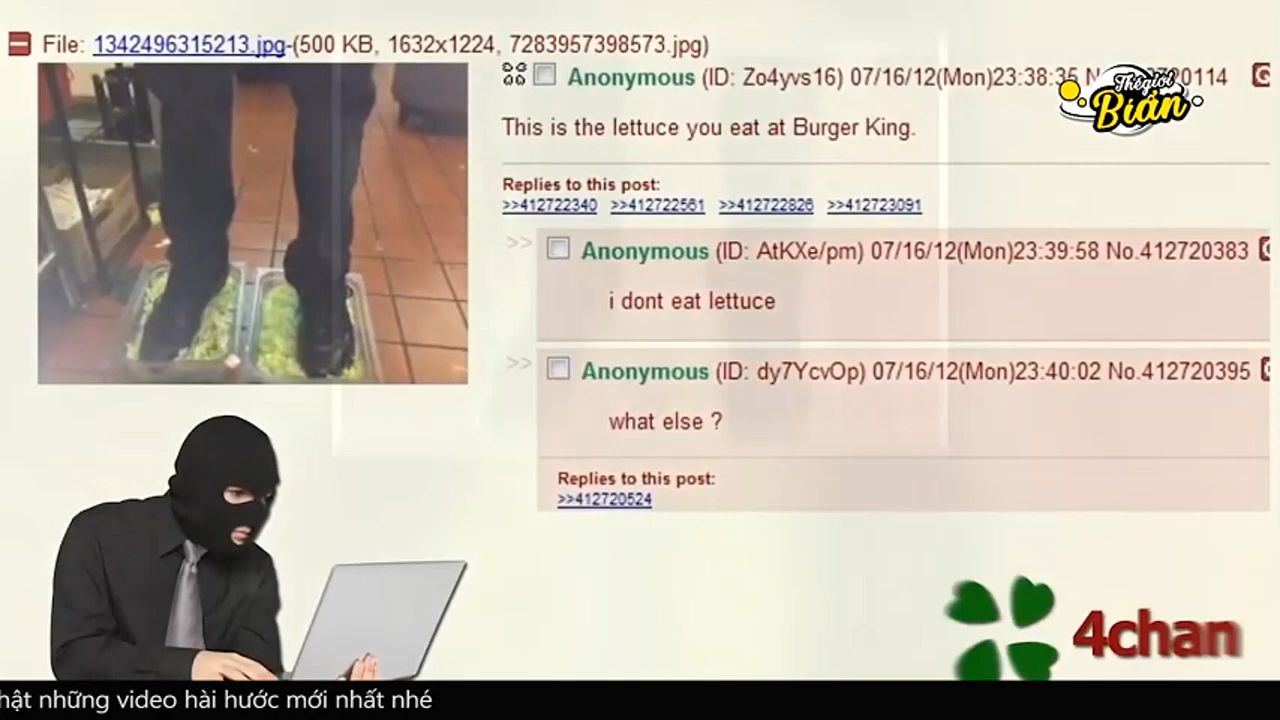 File: 1342496315213.jpg-(500 KB, 1632x1224, 7283957398573.jpg)
Anonymous (ID: Zo4yvs16) 07/16/12(Mon)23:38:35
Thế giới
Bí ẩn
This is the lettuce you eat at Burger King.
Replies to this post:
>>412722340 >>412722561 >>412722826 >>412723091
>> Anonymous (ID: AtKXe/pm) 07/16/12(Mon)23:39:58 No.412720383
i dont eat lettuce
>> Anonymous (ID: dy7YcvOp) 07/16/12(Mon)23:40:02 No.412720395
what else ?
Replies to this post:
>>412720524
4chan
những video hài hước mới nhất nhé